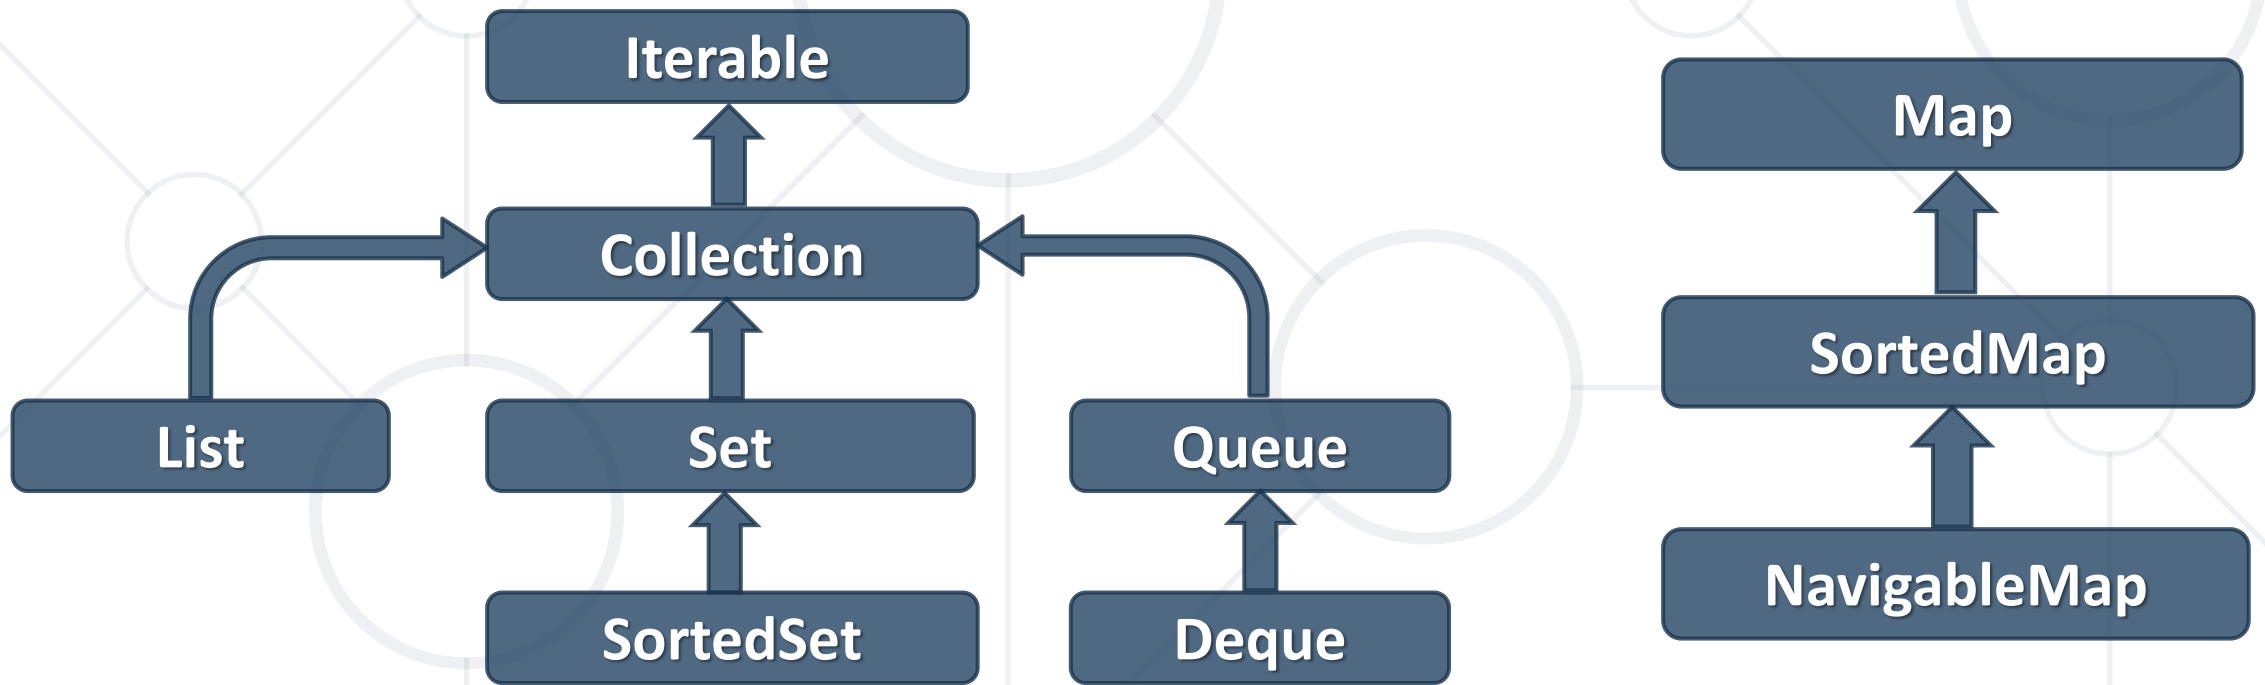 Iterable
Collection
List
Set
Queue
SortedSet
Deque
Map
SortedMap
NavigableMap